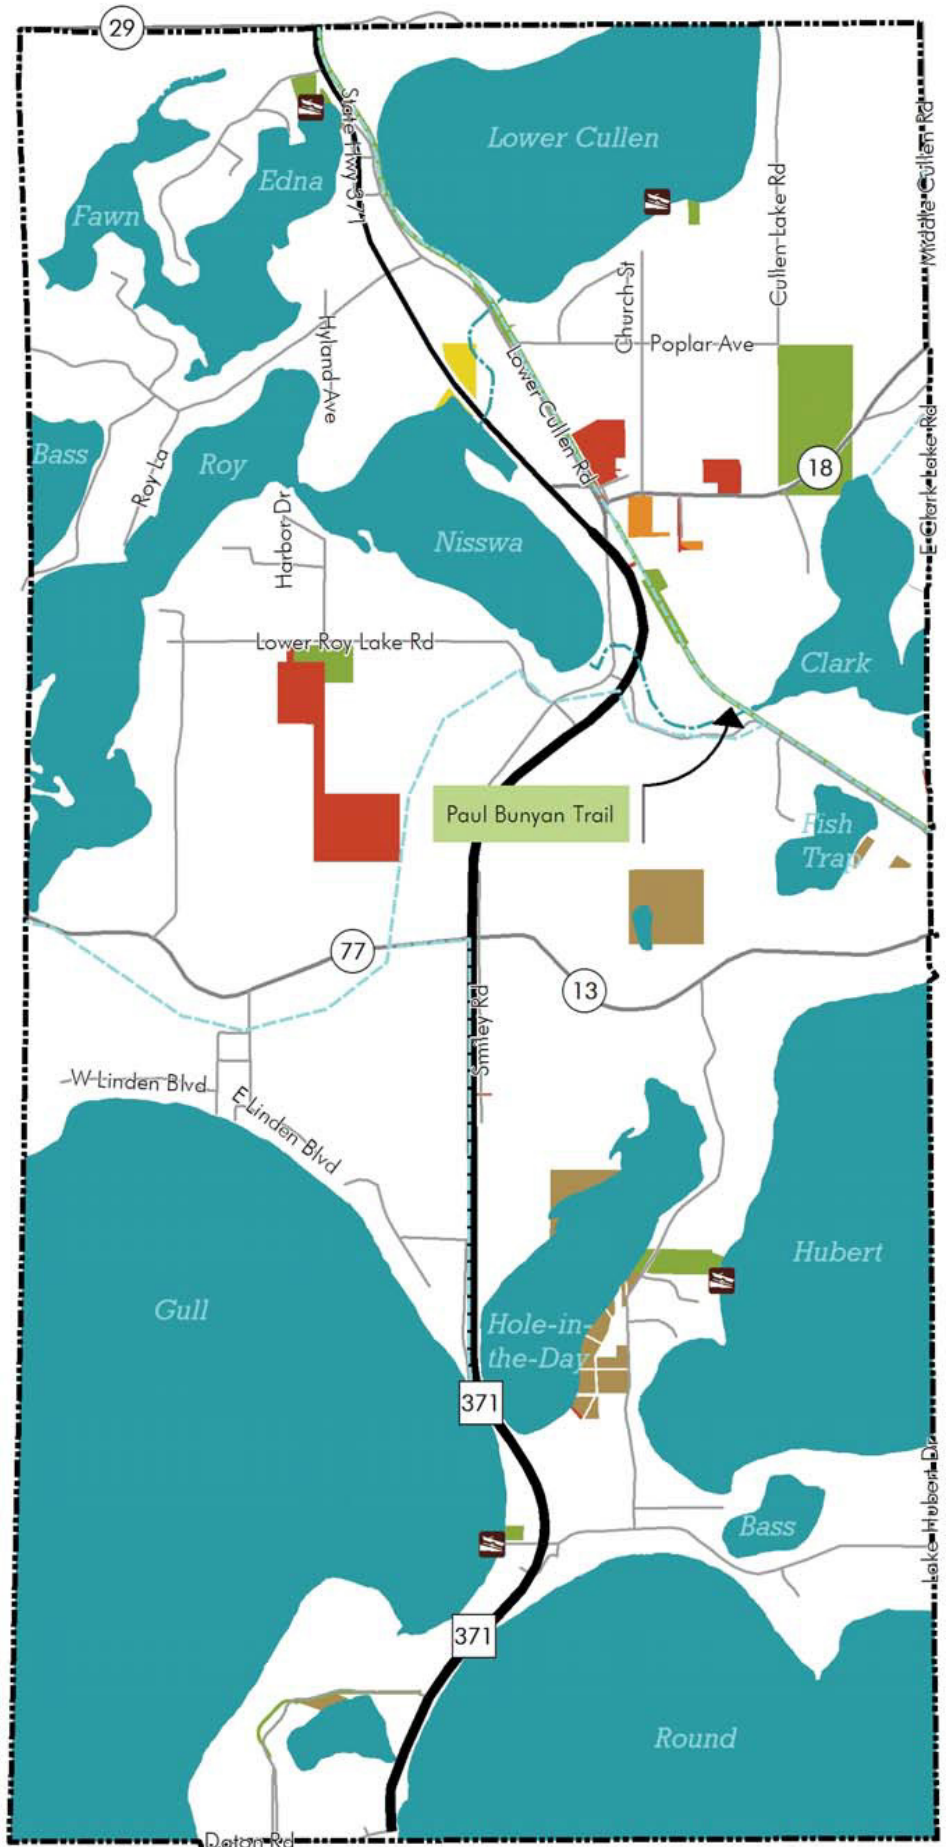 29
Lower Cullen
Edna
Fawn
State Hwy 371
Middle Cullen Rd
Cullen Lake Rd
Church St
Poplar Ave
Hyland Ave
Lower Cullen Rd
Bass
Roy La
Roy
18
E Clark Lake Rd
Harbor Dr
Nisswa
Lower Roy Lake Rd
Clark
Paul Bunyan Trail
Fish
Trap
77
13
Smiley Rd
W Linden Blvd
E Linden Blvd
Hubert
Gull
Hole-in-
the-Day
371
Bass
Lake Hubert Dr
371
Round